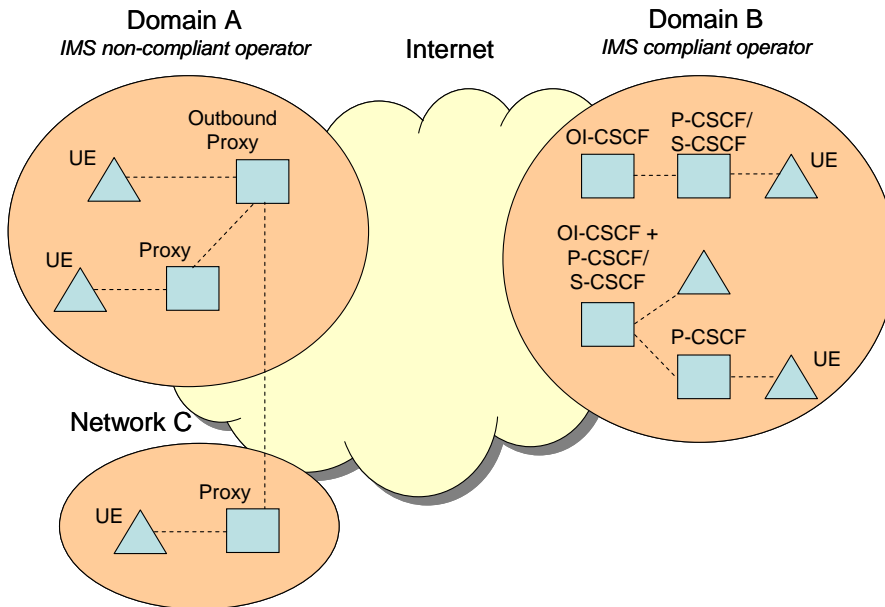 Domain A
IMS non-compliant operator
Internet
Domain B
IMS compliant operator
Outbound
Proxy
UE
Proxy
UE
OI-CSCF
P-CSCF/
S-CSCF
UE
OI-CSCF +
P-CSCF/
S-CSCF
P-CSCF
UE
Network C
Proxy
UE